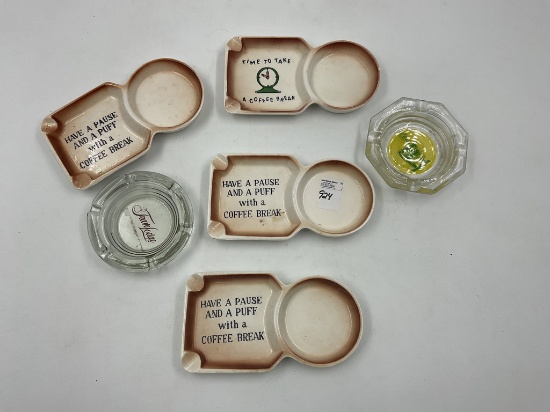 TIME TO TAKE
A COFFEE BREAK
HAVE A PAUSE
AND A PUFF
with a
COFFEE BREAK
HAVE A PAUSE
AND A PUFF
with a
COFFEE BREAK
924
HAVE A PAUSE
AND A PUFF
with a
COFFEE BREAK